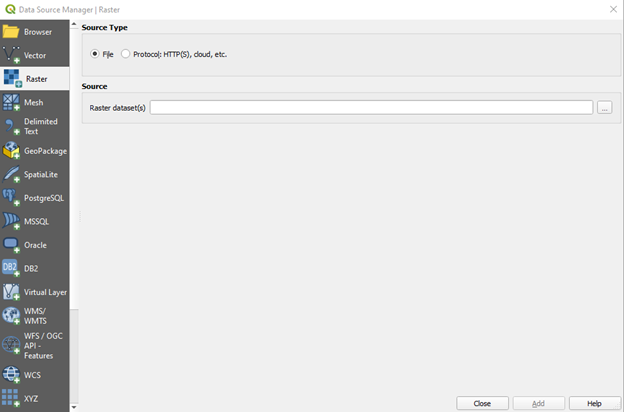 Data Source Manager | Raster
Browser
Vector
Raster
Mesh
Delimited
Text
GeoPackage
SpatiaLite
PostgreSQL
MSSQL
Oracle
DB2
DB2
Virtual Layer
WMS/
WMTS
WFS / OGC
API -
Features
WCS
XYZ
Source Type
File
Protocol: HTTP(S), cloud, etc.
Source
Raster dataset(s)
...
Close
Add
Help